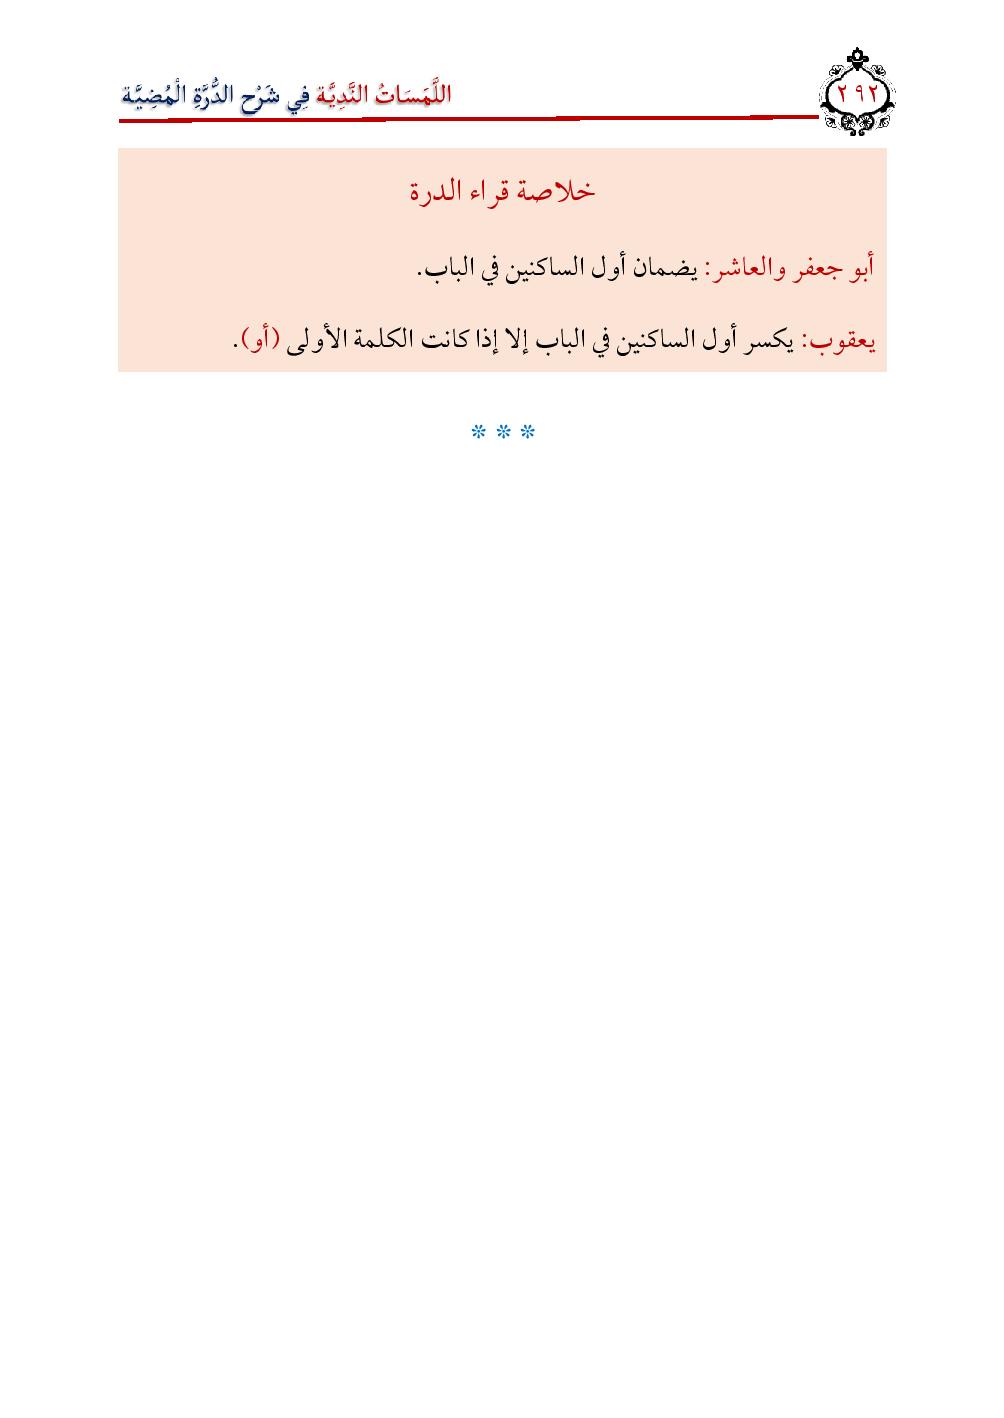 ٢٩٢
اللَّمَسَاتُ النَّدِيَّة فِي شَرْح الدُّرَّةِ الْمُضِيَّة
خلاصة قراء الدرة
أبو جعفر والعاشر: يضمان أول الساكنين في الباب.
يعقوب: يكسر أول الساكنين في الباب إلا إذا كانت الكلمة الأولى (أو).
* * *